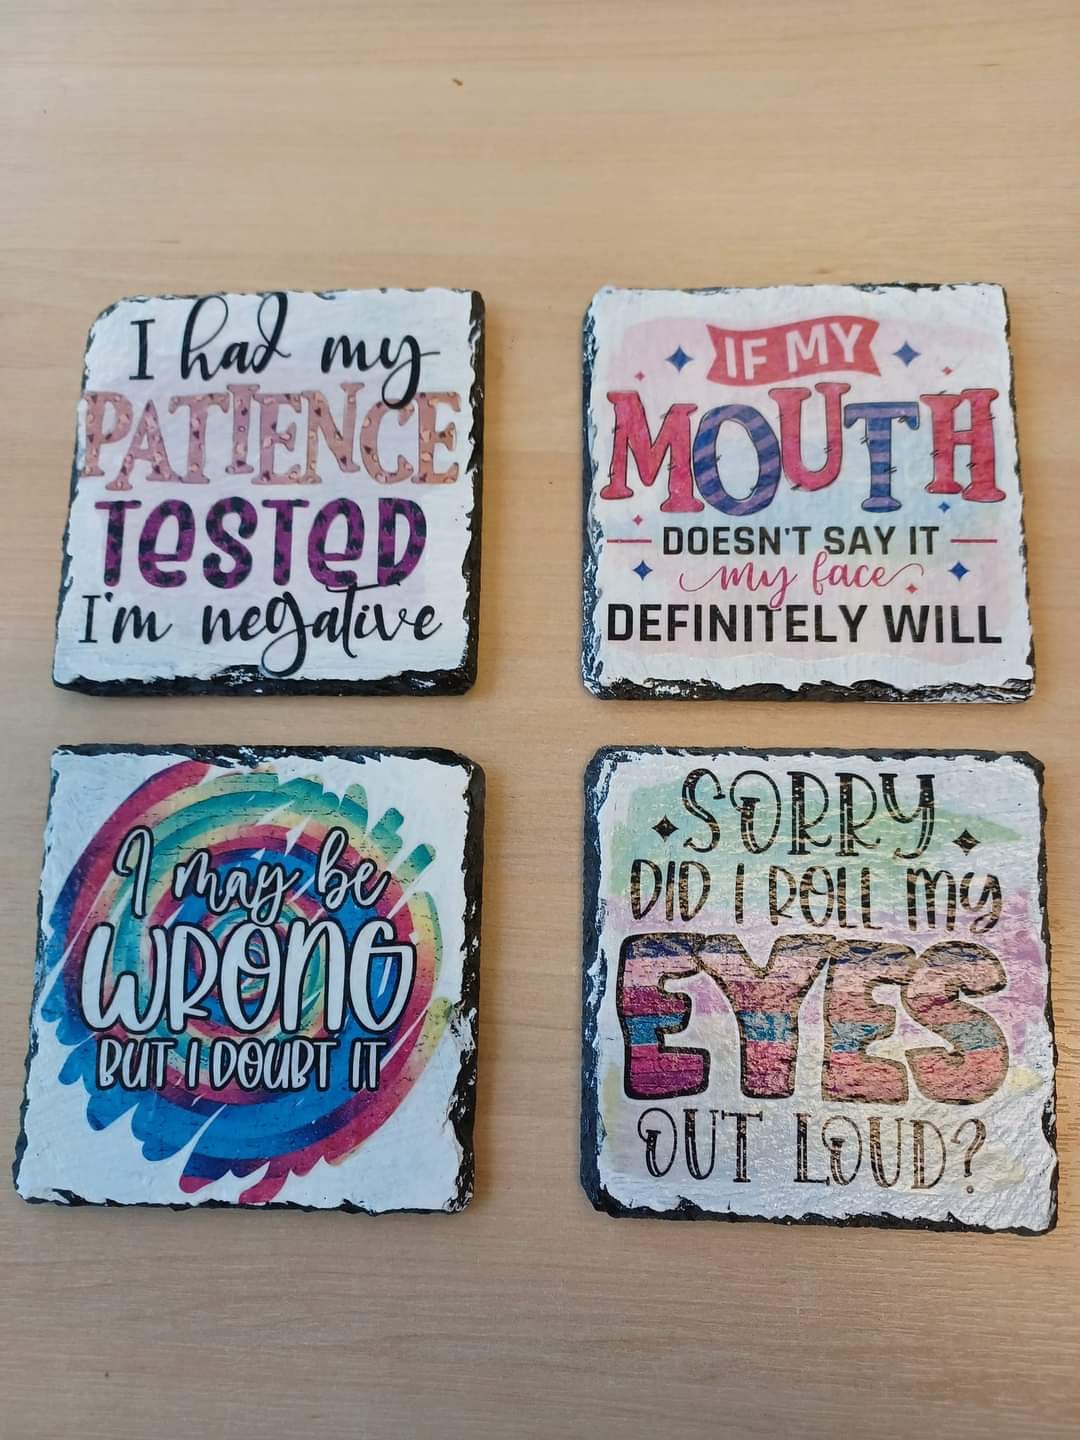 I had my
PATIENCE
TESTED
I'm negative
IF MY
MOUTH
DOESN'T SAY IT
my face
DEFINITELY WILL
I may be
WRONG
BUT I DOUBT IT
SORRY
DID I ROLL MY
EYES
OUT LOUD?